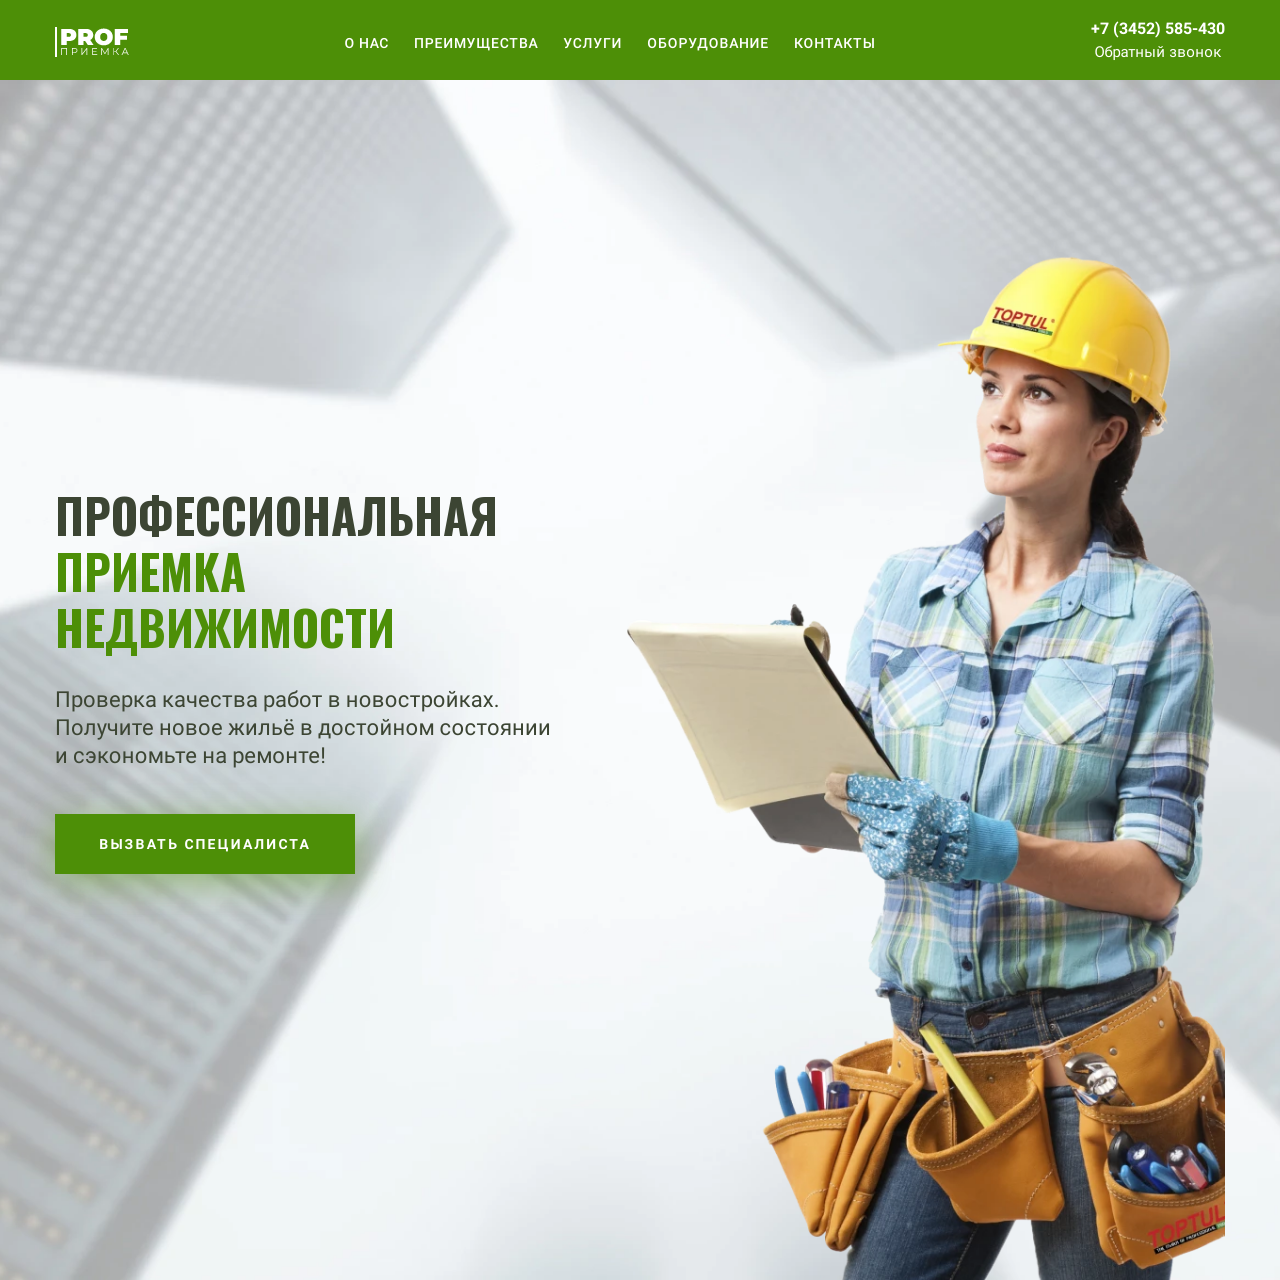 PROF
ПРИЕМКА
О НАС ПРЕИМУЩЕСТВА УСЛУГИ ОБОРУДОВАНИЕ КОНТАКТЫ
+7 (3452) 585-430
Обратный звонок
TOPTUL
ПРОФЕССИОНАЛЬНАЯ
ПРИЕМКА
НЕДВИЖИМОСТИ
Проверка качества работ в новостройках.
Получите новое жильё в достойном состоянии
и сэкономьте на ремонте!
ВЫЗВАТЬ СПЕЦИАЛИСТА
TOPTUL